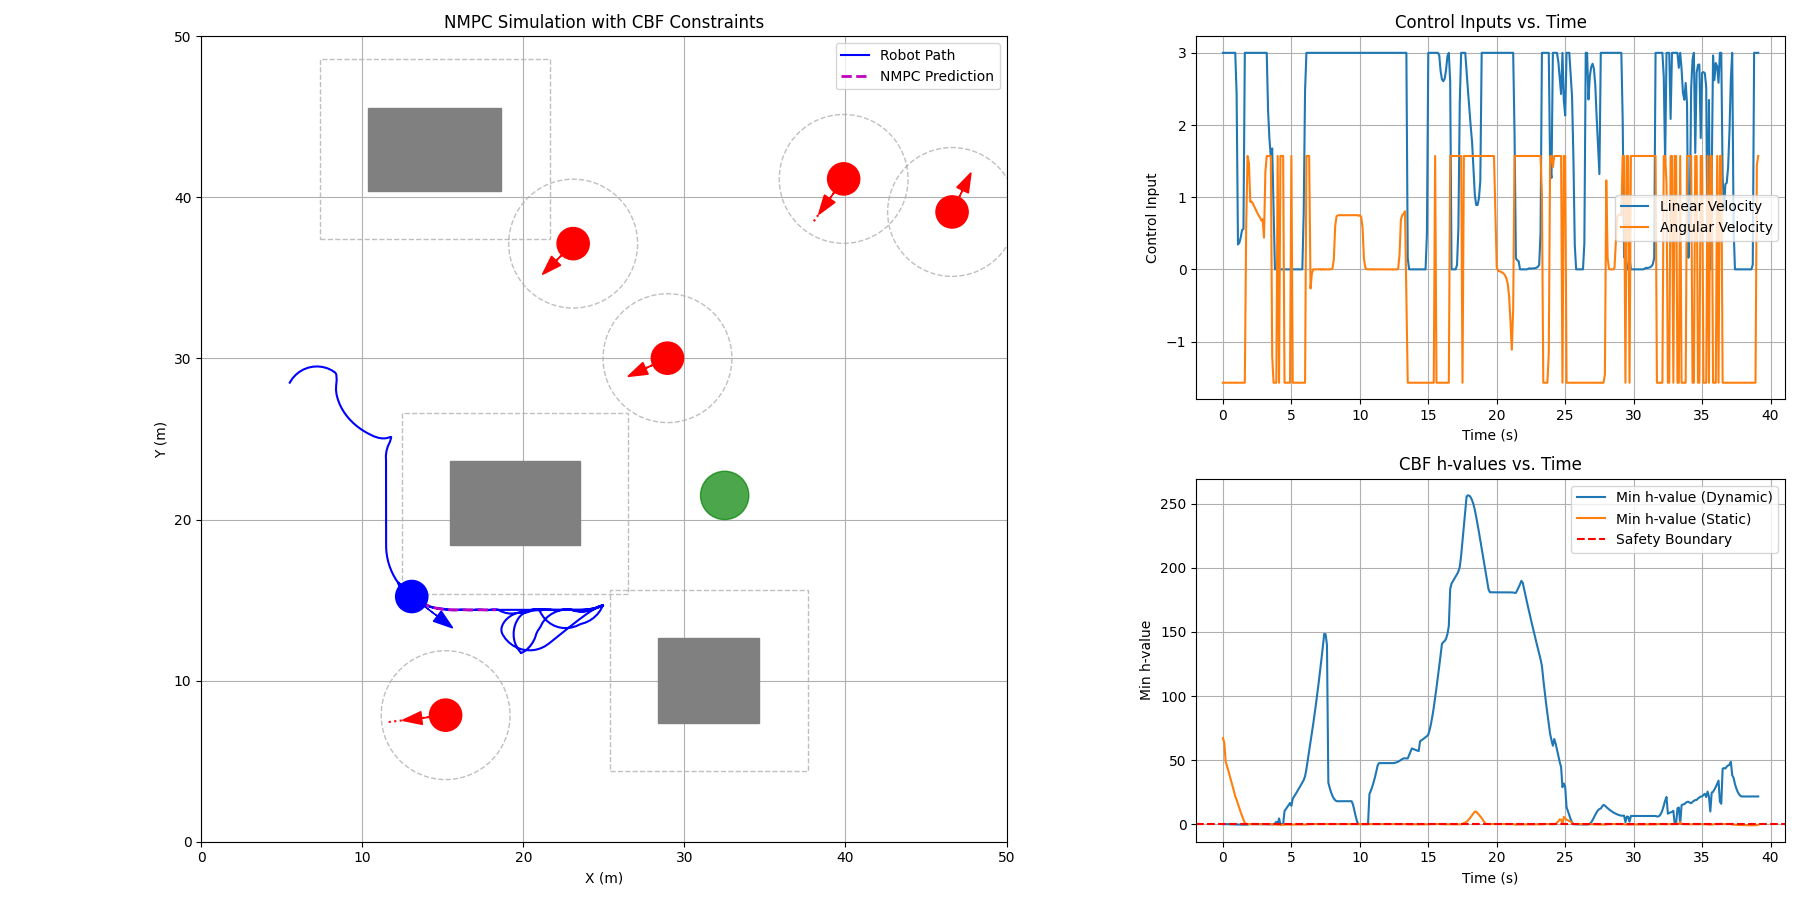 NMPC Simulation with CBF Constraints
50
40
30
20
10
0
Y (m)
Robot Path
NMPC Prediction
0
10
20
30
40
50
X (m)
Control Inputs vs. Time
3
2
1
0
−1
Control Input
Linear Velocity
Angular Velocity
0
5
10
15
20
25
30
35
40
Time (s)
CBF h-values vs. Time
250
200
150
100
50
0
Min h-value
Min h-value (Dynamic)
Min h-value (Static)
Safety Boundary
0
5
10
15
20
25
30
35
40
Time (s)